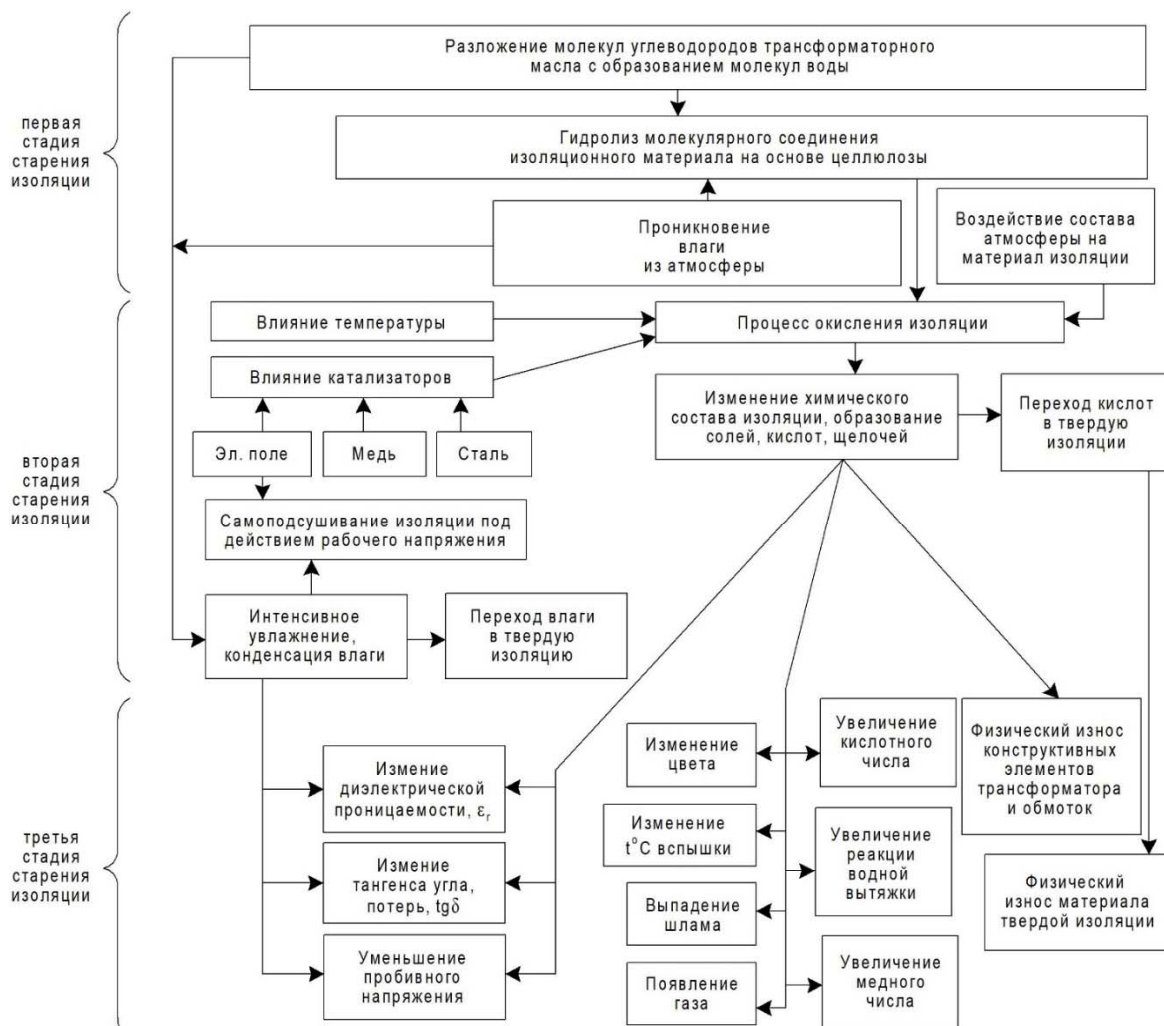 Разложение молекул углеводородов трансформаторного
масла с образованием молекул воды
первая
стадия
старения
изоляции
Гидролиз молекулярного соединения
изоляционного материала на основе целлюлозы
Проникновение
влаги
из атмосферы
Воздействие состава
атмосферы на
материал изоляции
вторая
стадия
старения
изоляции
Влияние температуры
Процесс окисления изоляции
Влияние катализаторов
Изменение химического
состава изоляции, образование
солей, кислот, щелочей
Переход кислот
в твердую
изоляции
Эл. поле
Медь
Сталь
Самоподсушивание изоляции под
действием рабочего напряжения
Интенсивное
увлажнение,
конденсация влаги
Переход влаги
в твердую
изоляцию
третья
стадия
старения
изоляции
Измение
диэлектрической
проницаемости, εr
Измение
тангенса угла,
потерь, tgδ
Уменьшение
пробивного
напряжения
Изменение
цвета
Увеличение
кислотного
числа
Изменение
t°C вспышки
Увеличение
реакции
водной
вытяжки
Выпадение
шлама
Появление
газа
Увеличение
медного
числа
Физический износ
конструктивных
элементов
трансформатора
и обмоток
Физический
износ материала
твердой изоляции